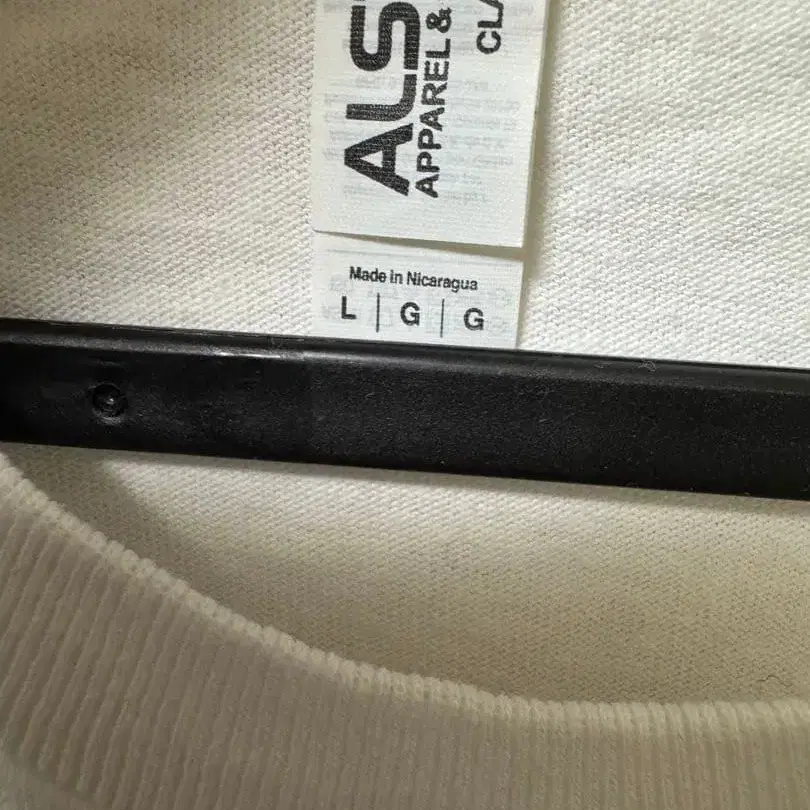 ALS
APPAREL &
CLA
Made in Nicaragua
L | G | G